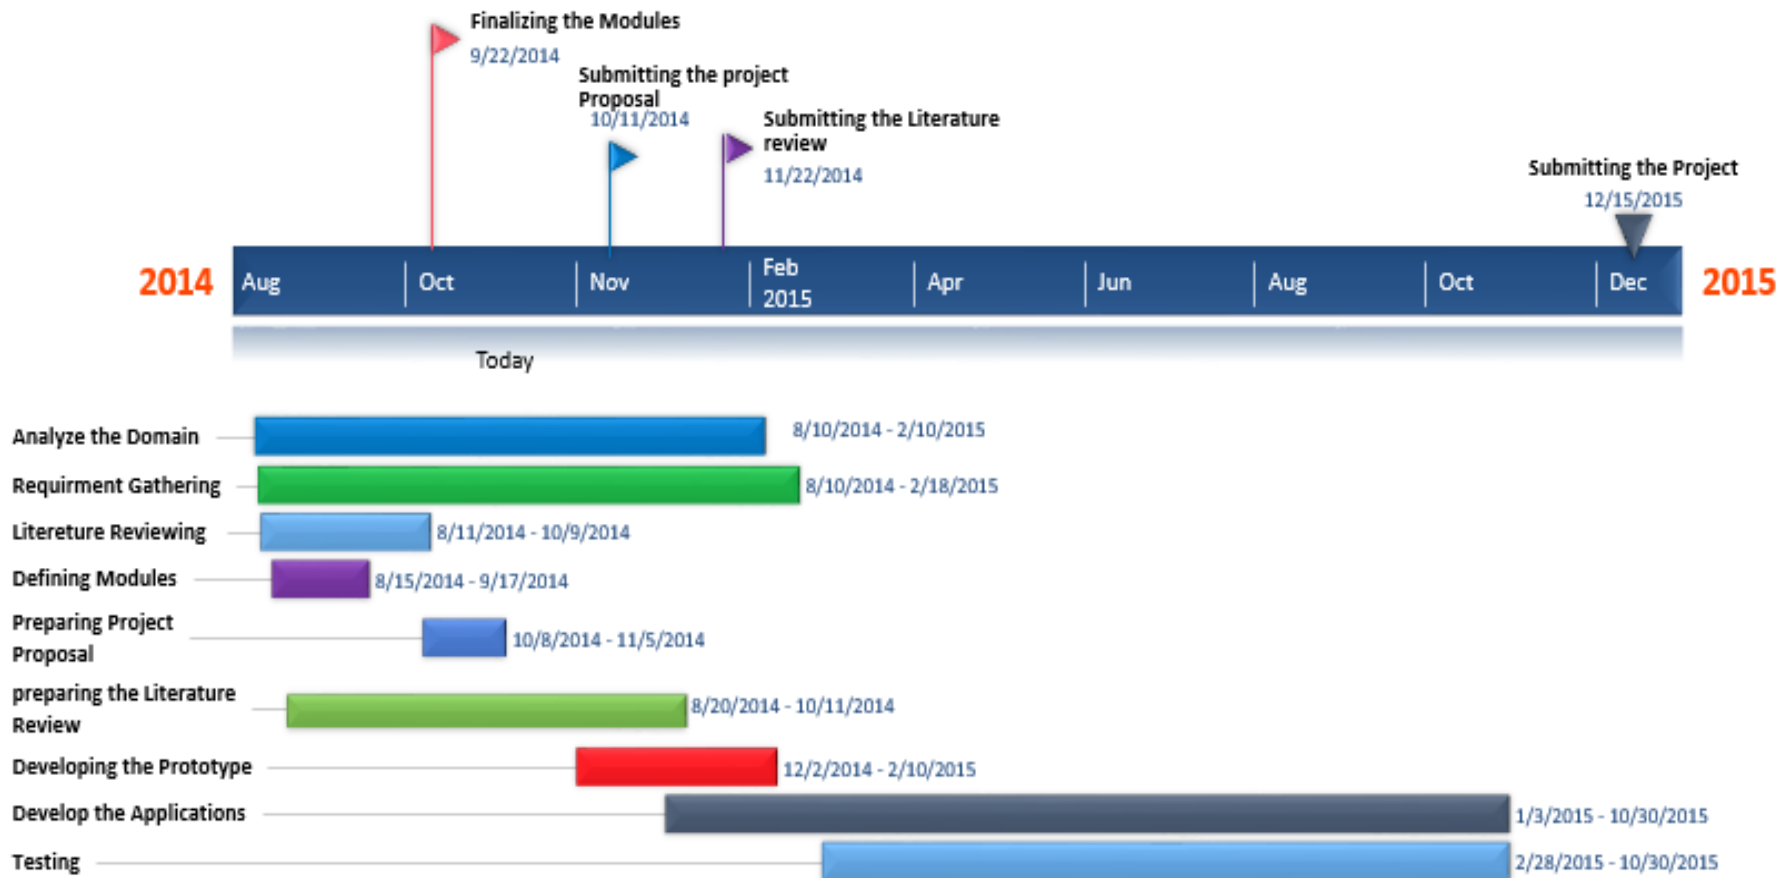 Finalizing the Modules
9/22/2014
Submitting the project
Proposal
10/11/2014
Submitting the Literature
review
11/22/2014
Submitting the Project
12/15/2015
2014
Aug
Oct
Nov
Feb
2015
Apr
Jun
Aug
Oct
Dec
2015
Today
Analyze the Domain
8/10/2014 - 2/10/2015
Requirment Gathering
8/10/2014 - 2/18/2015
Litereture Reviewing
8/11/2014 - 10/9/2014
Defining Modules
8/15/2014 - 9/17/2014
Preparing Project
Proposal
10/8/2014 - 11/5/2014
preparing the Literature
Review
8/20/2014 - 10/11/2014
Developing the Prototype
12/2/2014 - 2/10/2015
Develop the Applications
1/3/2015 - 10/30/2015
Testing
2/28/2015 - 10/30/2015